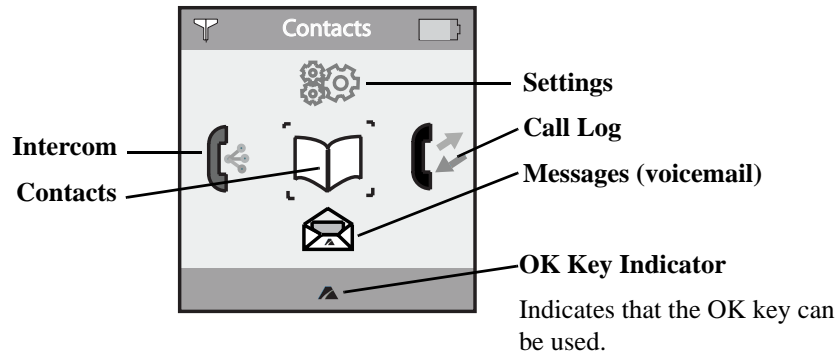 Contacts
Settings
Call Log
Intercom
Contacts
Messages (voicemail)
OK Key Indicator
Indicates that the OK key can
be used.